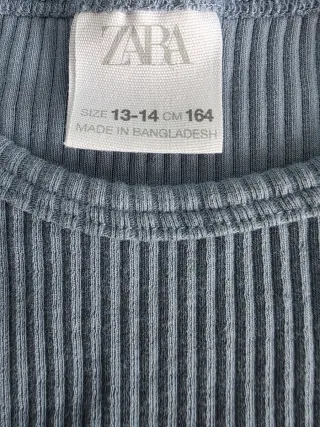 ZARA
SIZE 13-14 CM 164
MADE IN BANGLADESH